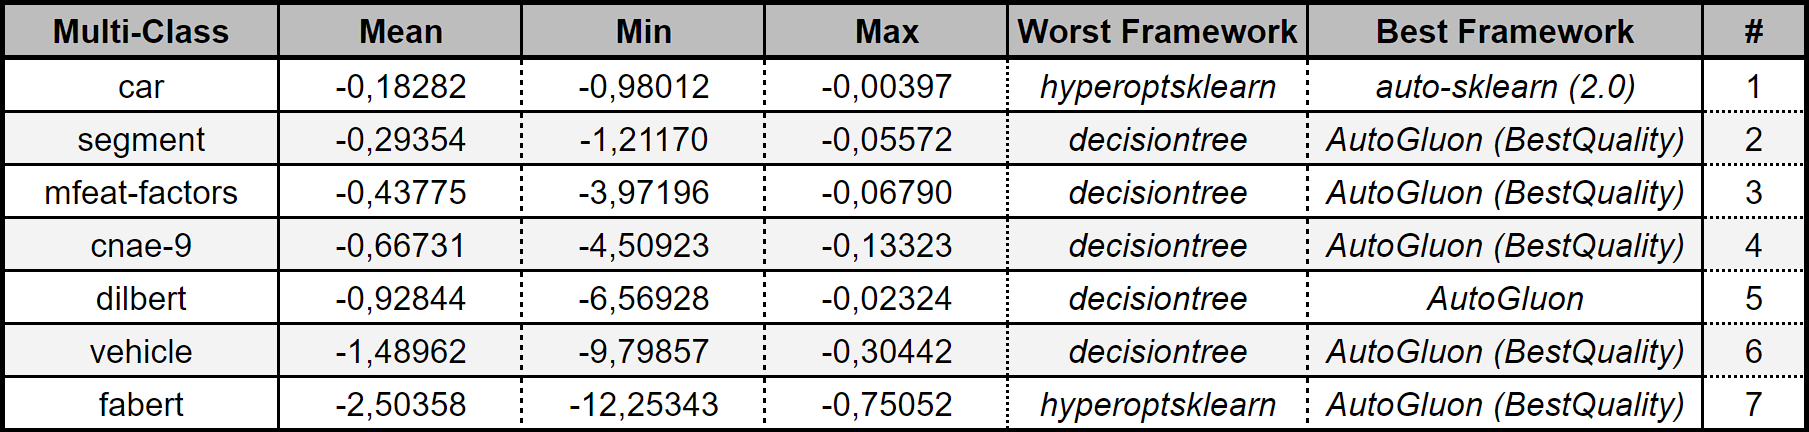 Multi-Class Mean Min Max Worst Framework Best Framework #
car -0,18282 -0,98012 -0,00397 hyperoptsklearn auto-sklearn (2.0) 1
segment -0,29354 -1,21170 -0,05572 decisiontree AutoGluon (BestQuality) 2
mfeat-factors -0,43775 -3,97196 -0,06790 decisiontree AutoGluon (BestQuality) 3
cnae-9 -0,66731 -4,50923 -0,13323 decisiontree AutoGluon (BestQuality) 4
dilbert -0,92844 -6,56928 -0,02324 decisiontree AutoGluon 5
vehicle -1,48962 -9,79857 -0,30442 decisiontree AutoGluon (BestQuality) 6
fabert -2,50358 -12,25343 -0,75052 hyperoptsklearn AutoGluon (BestQuality) 7